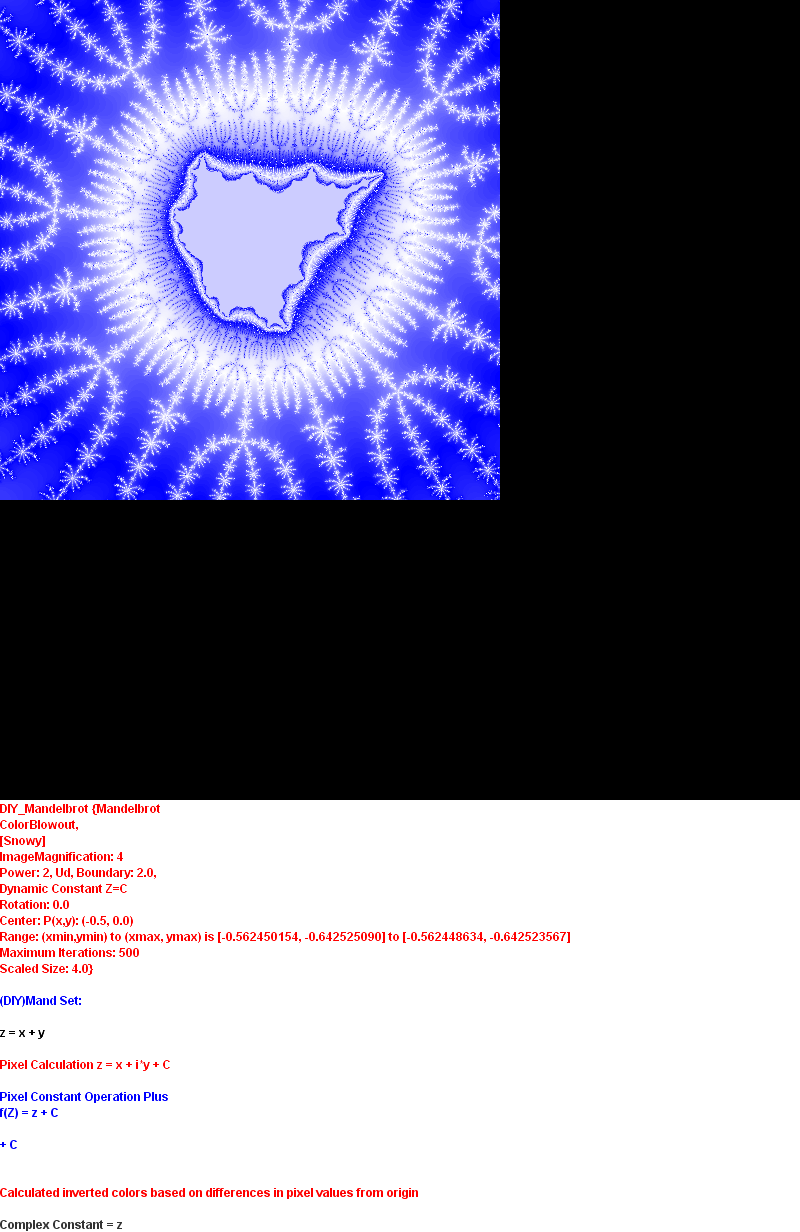 DIY_Mandelbrot {Mandelbrot
ColorBlowout,
[Snowy]
ImageMagnification: 4
Power: 2, Ud, Boundary: 2.0,
Dynamic Constant Z=C
Rotation: 0.0
Center: P(x,y): (-0.5, 0.0)
Range: (xmin,ymin) to (xmax, ymax) is [-0.562450154, -0.642525090] to [-0.562448634, -0.642523567]
Maximum Iterations: 500
Scaled Size: 4.0}
(DIY)Mand Set:
z = x + y
Pixel Calculation z = x + i*y + C
Pixel Constant Operation Plus
f(Z) = z + C
+ C
Calculated inverted colors based on differences in pixel values from origin
Complex Constant = z